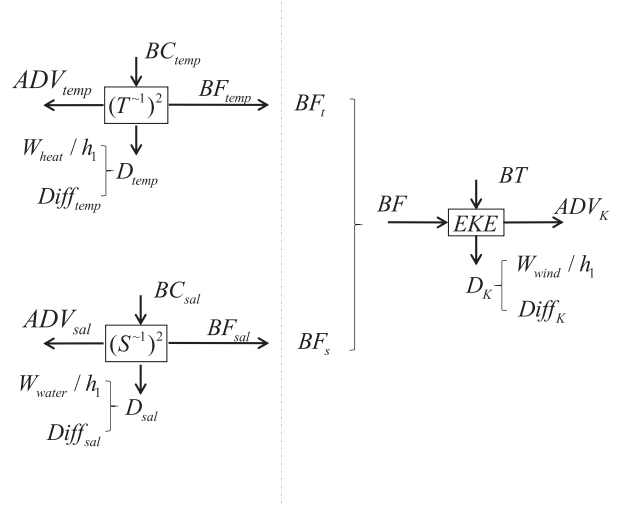 BC_temp
ADV_temp
BF_temp
(T^~1)^2
W_heat / h_1
D_temp
Diff_temp
BC_sal
ADV_sal
BF_sal
(S^~1)^2
W_water / h_1
D_sal
Diff_sal
BF_t
BF_s
BT
BF
EKE
ADV_K
W_wind / h_1
D_K
Diff_K